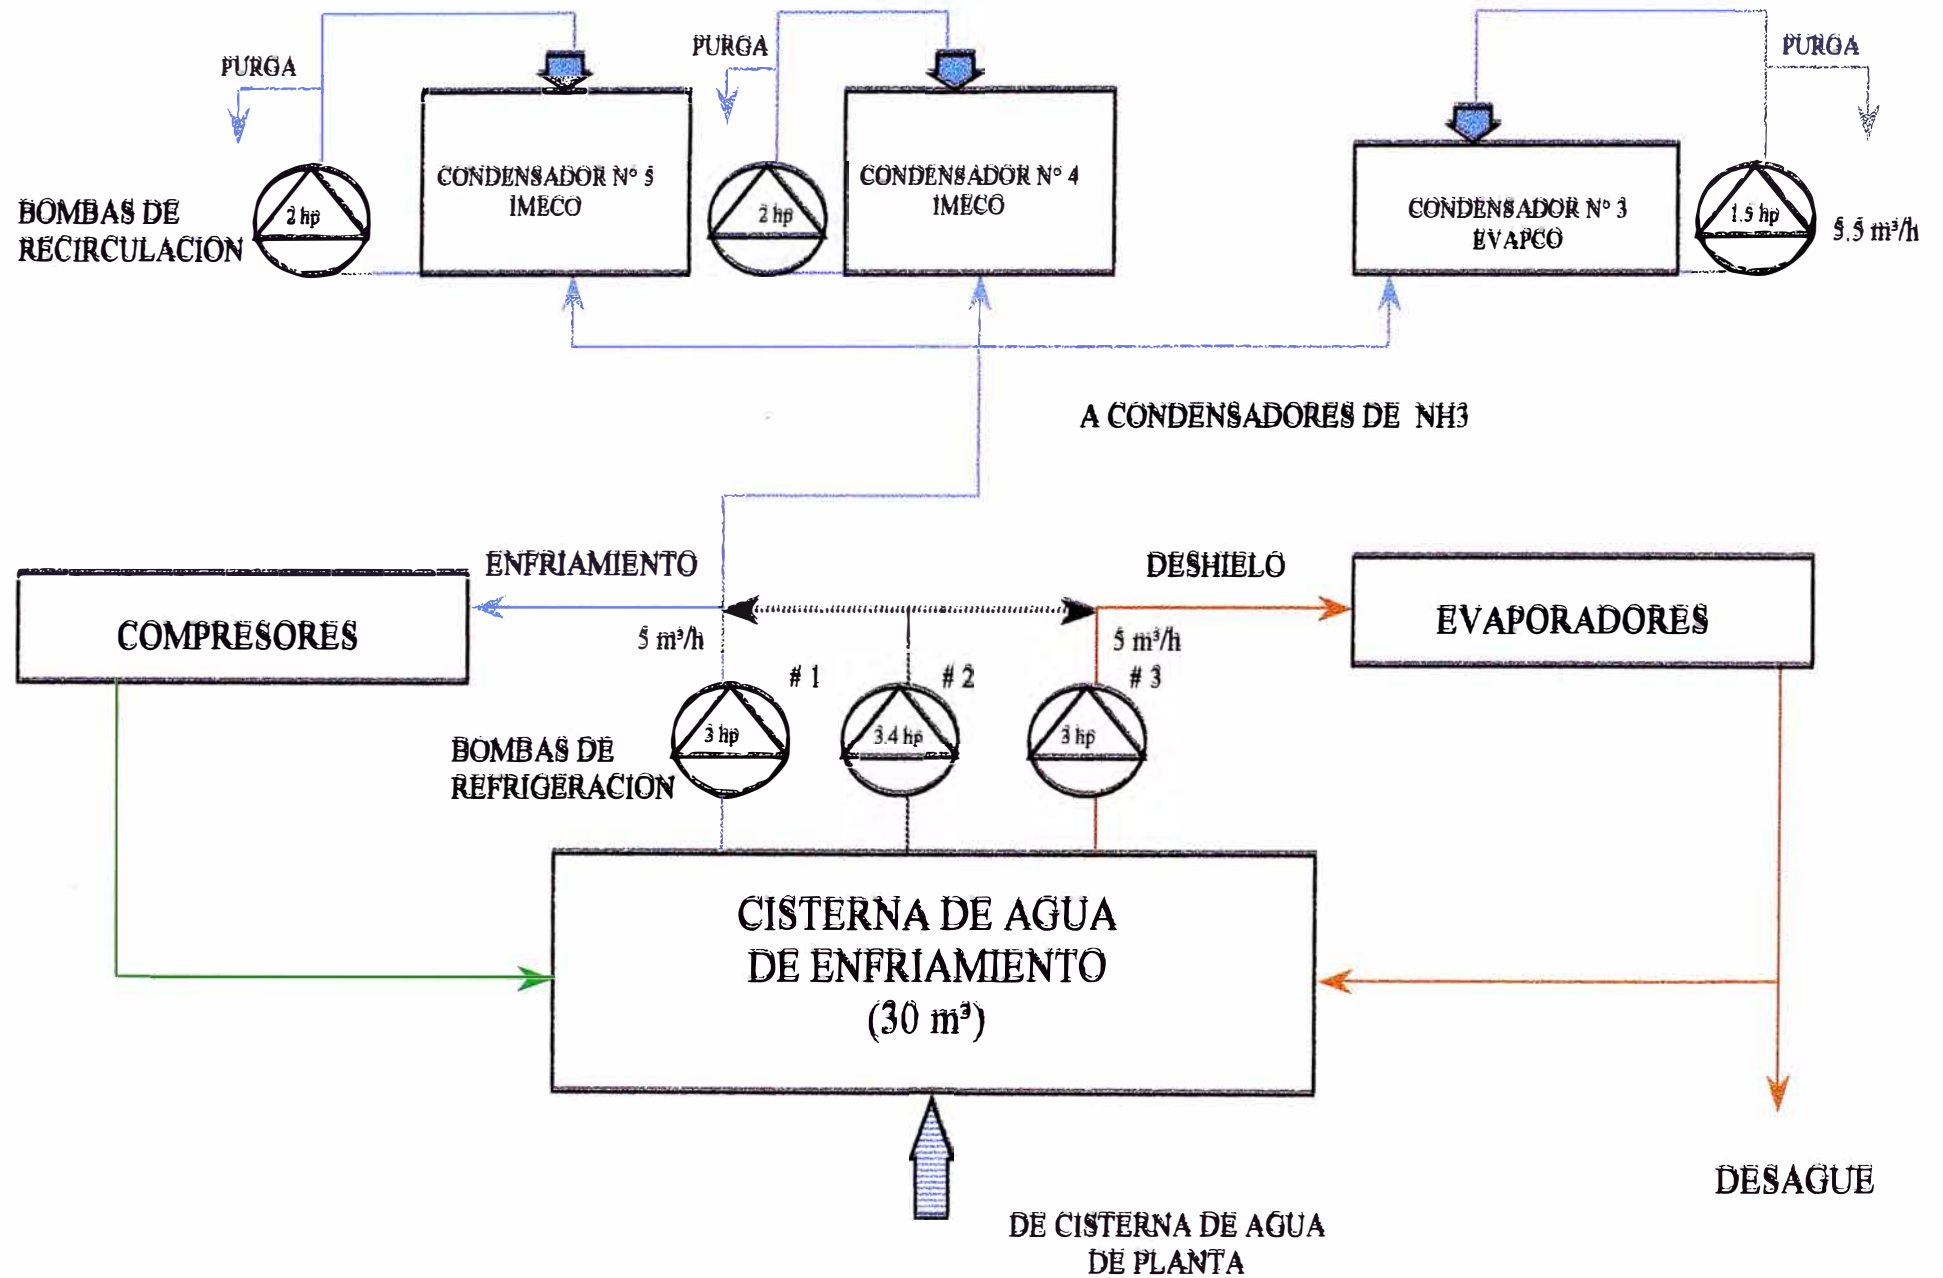 PURGA
PURGA
PURGA
CONDENSADOR N° 5
IMECO
CONDENSADOR N° 4
IMECO
CONDENSADOR N° 3
EVAPCO
BOMBAS DE
RECIRCULACION
2 hp
2 hp
1.5 hp
5.5 m³/h
A CONDENSADORES DE NH3
ENFRIAMIENTO
DESHIELO
COMPRESORES
EVAPORADORES
5 m³/h
5 m³/h
# 1
# 2
# 3
3 hp
3.4 hp
3 hp
BOMBAS DE
REFRIGERACION
CISTERNA DE AGUA
DE ENFRIAMIENTO
(30 m³)
DESAGUE
DE CISTERNA DE AGUA
DE PLANTA